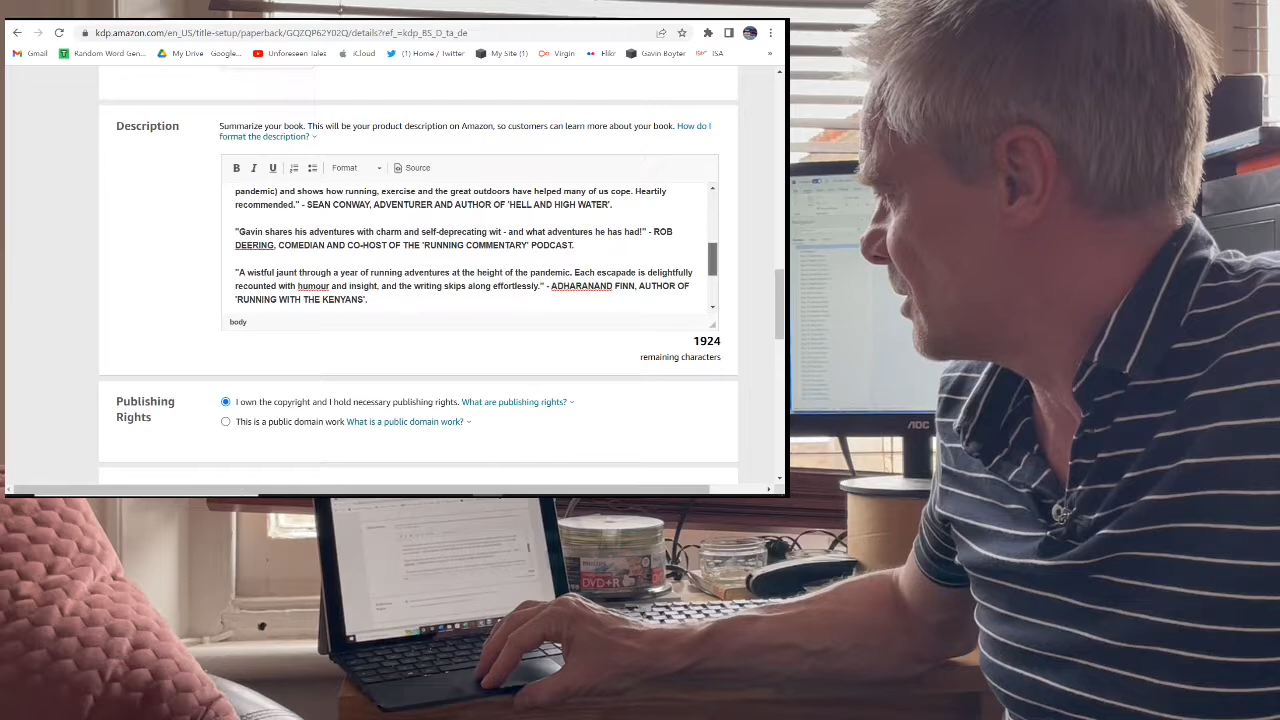 kdp.amazon.com/en_US/title-setup/paperback/GQZQP62Y02Q/details?ref_=kdp_BS_D_ta_de
Gmail Random Word Gen... My Drive Google... Unforeseen Tales iCloud (1) Home / Twitter My Site (1) Virgin Flikr Gavin Boyter ISA »
Description
Summarize your book. This will be your product description on Amazon, so customers can learn more about your book. How do I
format the description?
B I U Format Source
pandemic) and shows how running, exercise and the great outdoors have helped many of us cope. Heartily
recommended." - SEAN CONWAY, ADVENTURER AND AUTHOR OF 'HELL AND HIGH WATER'.
"Gavin shares his adventures with charm and self-deprecating wit - and what adventures he has had!" - ROB
DEERING, COMEDIAN AND CO-HOST OF THE 'RUNNING COMMENTARY' PODCAST.
"A wistful jaunt through a year of daring adventures at the height of the pandemic. Each escapade is delightfully
recounted with humour and insight, and the writing skips along effortlessly." - ADHARANAND FINN, AUTHOR OF
'RUNNING WITH THE KENYANS'.
body
1924
remaining characters
Publishing
Rights
I own the copyright and I hold necessary publishing rights. What are publishing rights?
This is a public domain work What is a public domain work?
AOC
PHILIPS
DVD+R